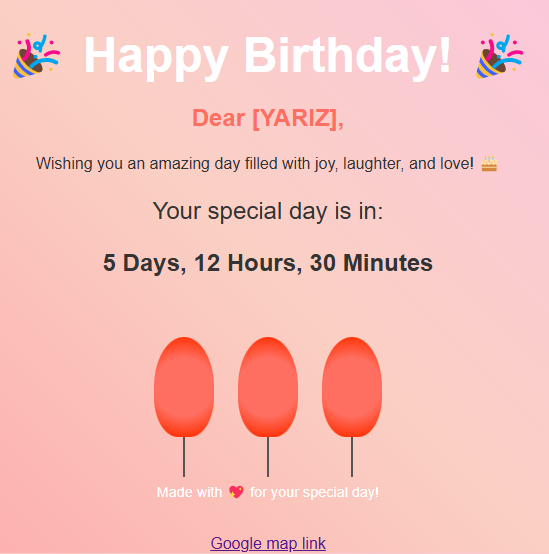 🎉 Happy Birthday! 🎉
Dear [YARIZ],
Wishing you an amazing day filled with joy, laughter, and love! 🎂
Your special day is in:
5 Days, 12 Hours, 30 Minutes
Made with 💖 for your special day!
Google map link